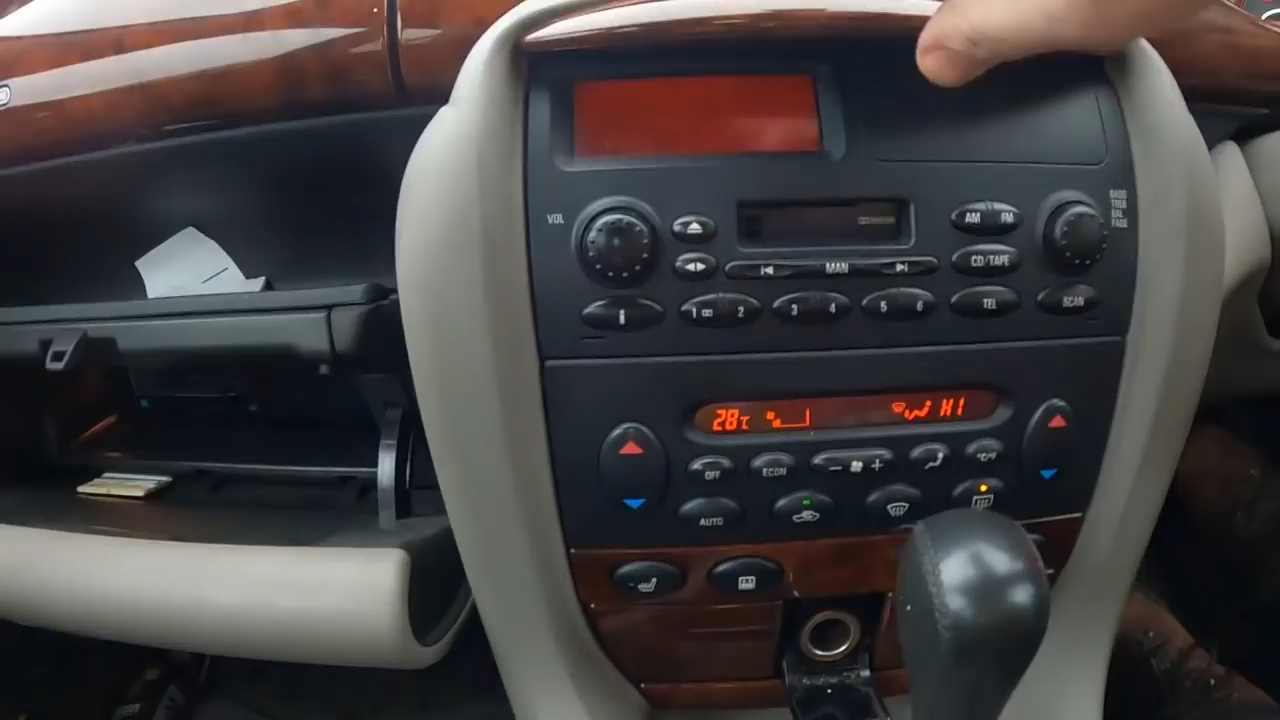 VOL
BASS
TREB
BAL
FADE
AM FM
MAN
CD/TAPE
1 2 3 4 5 6
TEL
SCAN
i
28°C
HI
OFF
ECON
- +
°C/°F
AUTO